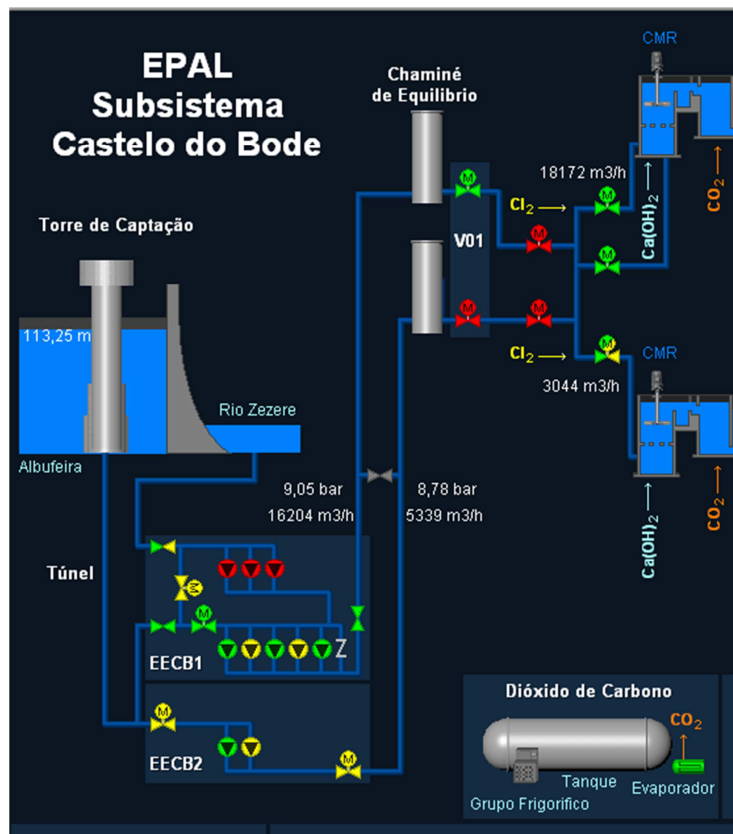 EPAL
Subsistema
Castelo do Bode
Chaminé
de Equilibrio
CMR
18172 m3/h
Cl2
Ca(OH)2
CO2
Torre de Captação
V01
113,25 m
Cl2
CMR
3044 m3/h
Rio Zezere
Albufeira
9,05 bar
8,78 bar
16204 m3/h
5339 m3/h
Ca(OH)2
CO2
Túnel
M
M
M
M
M
M
M
M
M
M
M
Z
EECB1
EECB2
Dióxido de Carbono
CO2
Tanque
Evaporador
Grupo Frigorifico